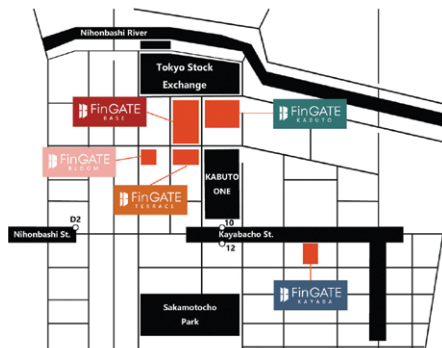 Nihonbashi River
Tokyo Stock
Exchange
FinGATE
BASE
FinGATE
KABUTO
FinGATE
BLOOM
FinGATE
TERRACE
KABUTO
ONE
D2
Nihonbashi St.
10
Kayabacho St.
12
FinGATE
KAYABA
Sakamotocho
Park